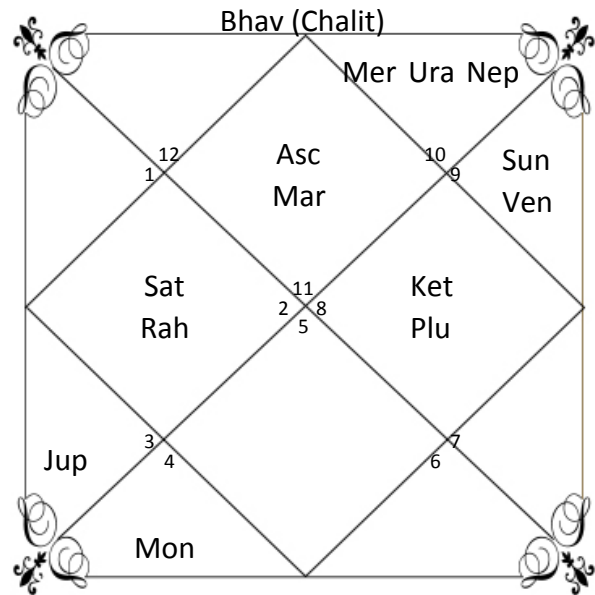 Bhav (Chalit)
Mer Ura Nep
12
1
Asc
Mar
10
9
Sun
Ven
Sat
Rah
11
2 8
5
Ket
Plu
Jup
3
4
7
6
Mon